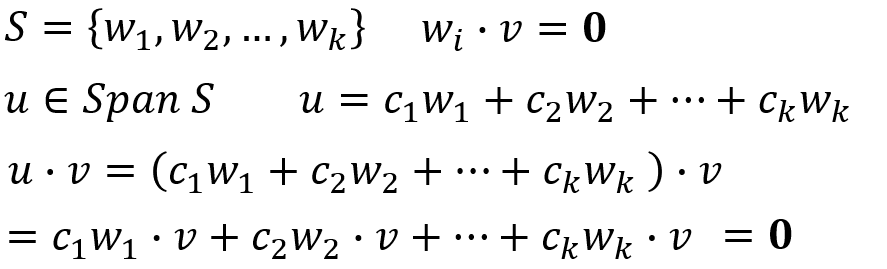 S = {w₁, w₂, … , wₖ} wᵢ · v = 𝟎
u ∈ Span S u = c₁w₁ + c₂w₂ + ⋯ + cₖwₖ
u · v = (c₁w₁ + c₂w₂ + ⋯ + cₖwₖ ) · v
= c₁w₁ · v + c₂w₂ · v + ⋯ + cₖwₖ · v = 𝟎